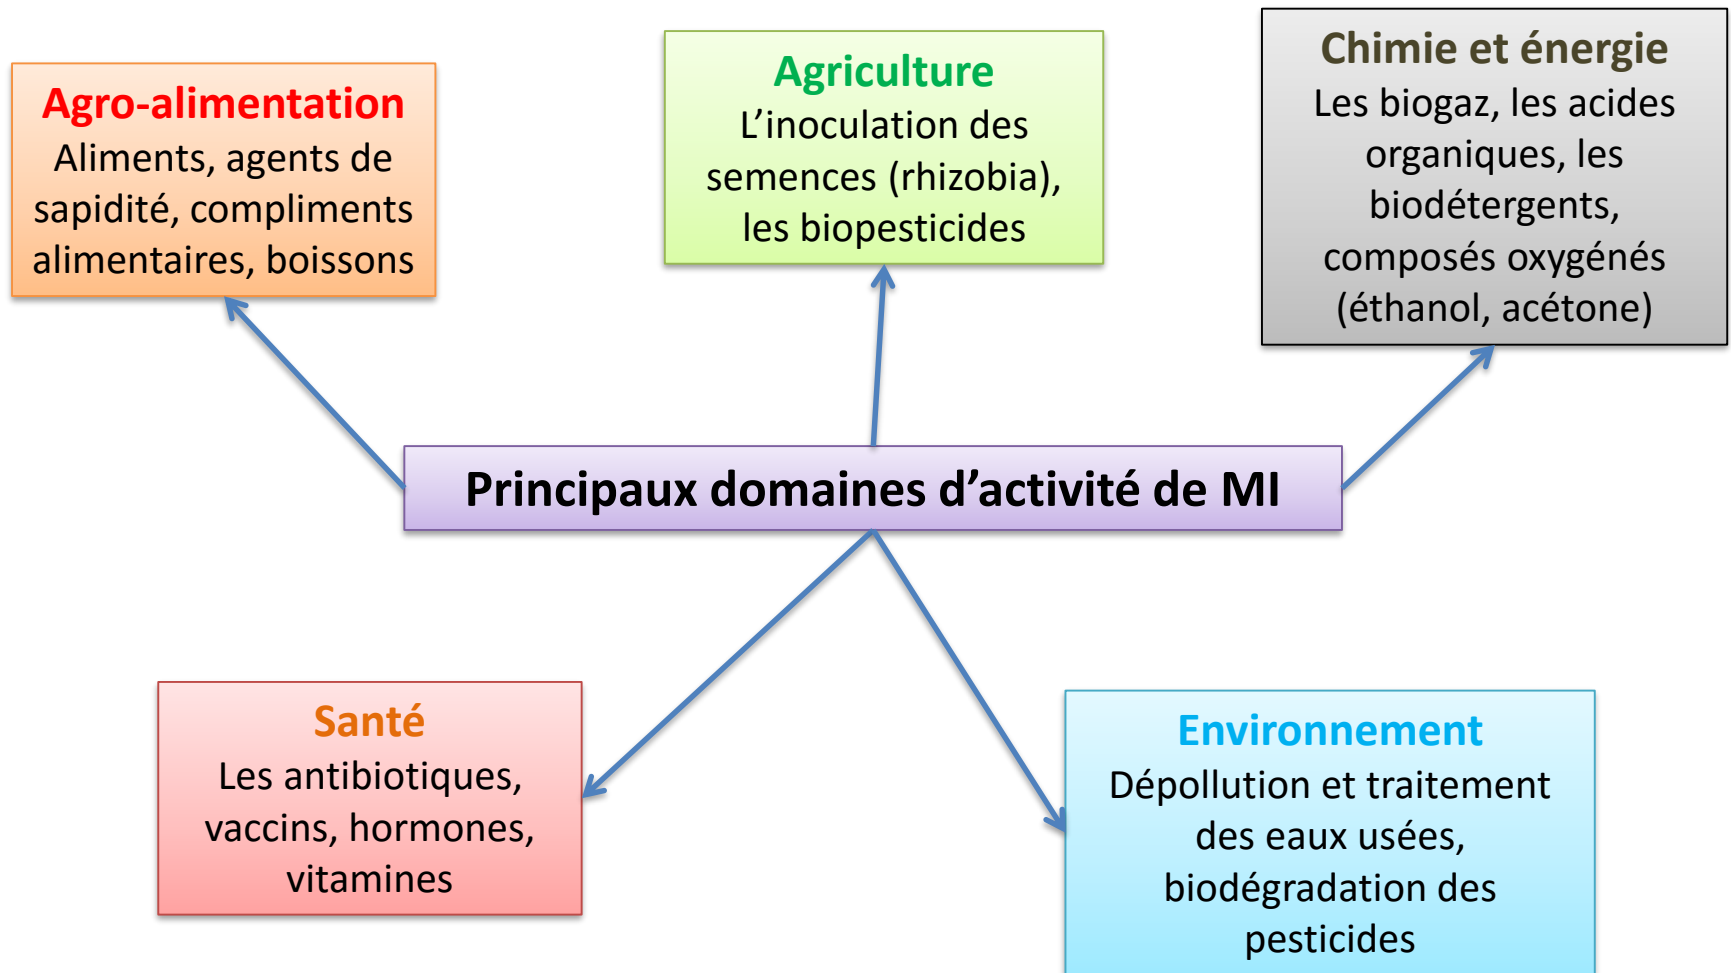 Agro-alimentation
Aliments, agents de
sapidité, compliments
alimentaires, boissons
Agriculture
L’inoculation des
semences (rhizobia),
les biopesticides
Chimie et énergie
Les biogaz, les acides
organiques, les
biodétergents,
composés oxygénés
(éthanol, acétone)
Principaux domaines d’activité de MI
Santé
Les antibiotiques,
vaccins, hormones,
vitamines
Environnement
Dépollution et traitement
des eaux usées,
biodégradation des
pesticides